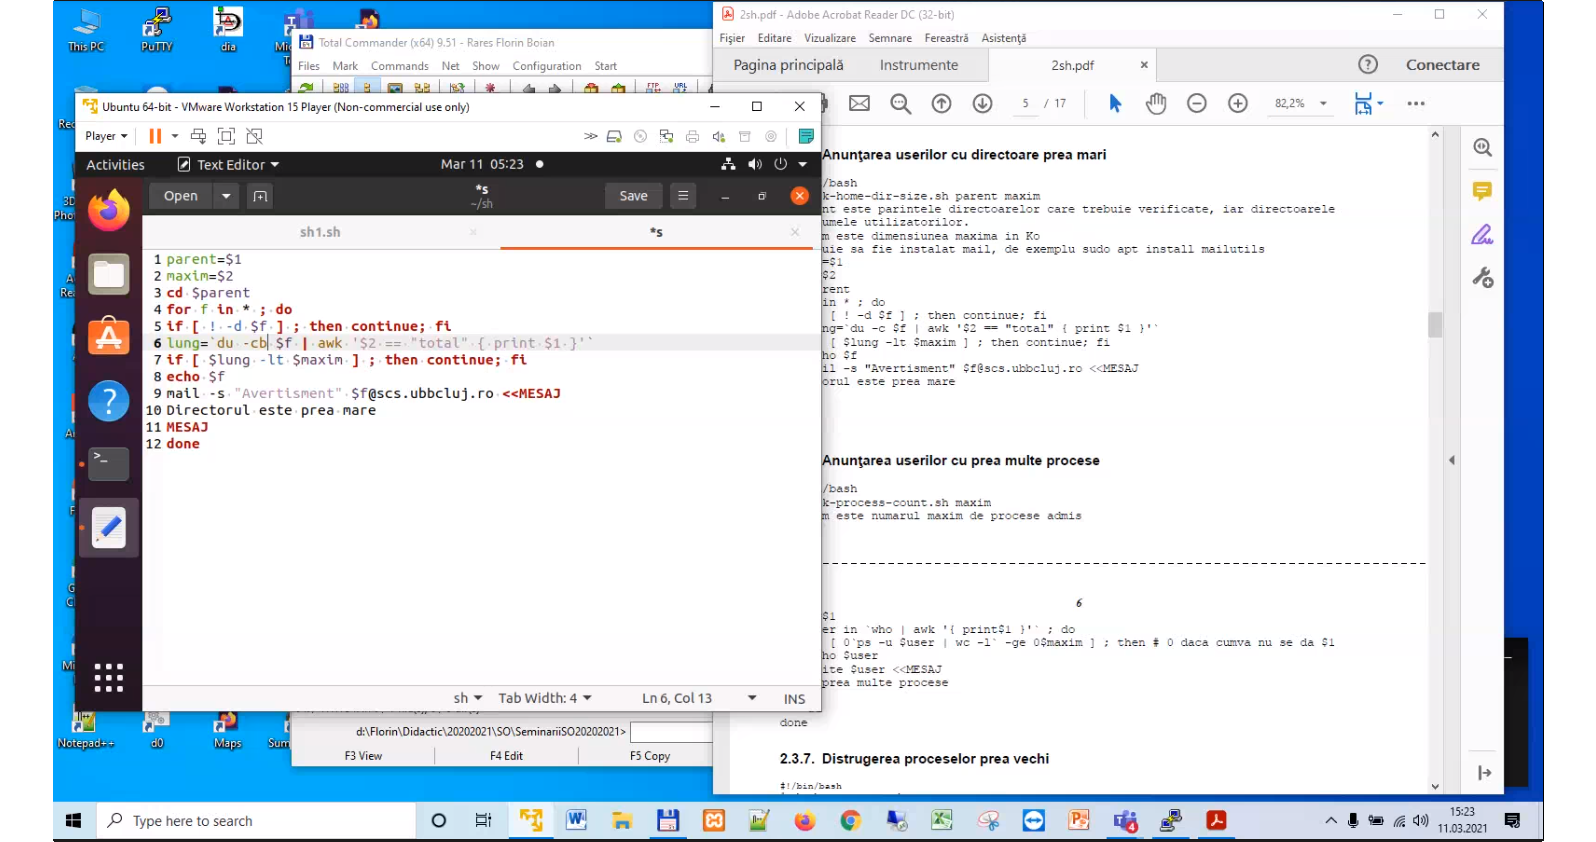 This PC
PuTTY
dia
Total Commander (x64) 9.51 - Rares Florin Boian
Files Mark Commands Net Show Configuration Start
Ubuntu 64-bit - VMware Workstation 15 Player (Non-commercial use only)
Player
Activities Text Editor Mar 11 05:23
Open *s Save
~/sh
sh1.sh *s
1 parent=$1
2 maxim=$2
3 cd $parent
4 for f in * ; do
5 if [ ! -d $f ] ; then continue; fi
6 lung=`du -cb $f | awk '$2 == "total" { print $1 }'`
7 if [ $lung -lt $maxim ] ; then continue; fi
8 echo $f
9 mail -s "Avertisment" $f@scs.ubbcluj.ro <<MESAJ
10 Directorul este prea mare
11 MESAJ
12 done
sh Tab Width: 4 Ln 6, Col 13 INS
d:\Florin\Didactic\20202021\SO\SeminariiSO20202021>
F3 View F4 Edit F5 Copy
Notepad++ d0 Maps Sum
2sh.pdf - Adobe Acrobat Reader DC (32-bit)
Fișier Editare Vizualizare Semnare Fereastră Asistență
Pagina principală Instrumente 2sh.pdf Conectare
5 / 17 82,2%
Anunţarea userilor cu directoare prea mari
/bash
k-home-dir-size.sh parent maxim
nt este parintele directoarelor care trebuie verificate, iar directoarele
umele utilizatorilor.
m este dimensiunea maxima in Ko
uie sa fie instalat mail, de exemplu sudo apt install mailutils
=$1
$2
rent
in * ; do
[ ! -d $f ] ; then continue; fi
ng=`du -c $f | awk '$2 == "total" { print $1 }'`
[ $lung -lt $maxim ] ; then continue; fi
ho $f
il -s "Avertisment" $f@scs.ubbcluj.ro <<MESAJ
orul este prea mare
Anunţarea userilor cu prea multe procese
/bash
k-process-count.sh maxim
m este numarul maxim de procese admis
6
$1
er in `who | awk '{ print$1 }'` ; do
[ 0`ps -u $user | wc -l` -ge 0$maxim ] ; then # 0 daca cumva nu se da $1
ho $user
ite $user <<MESAJ
prea multe procese
done
2.3.7. Distrugerea proceselor prea vechi
#!/bin/bash
Type here to search
15:23
11.03.2021